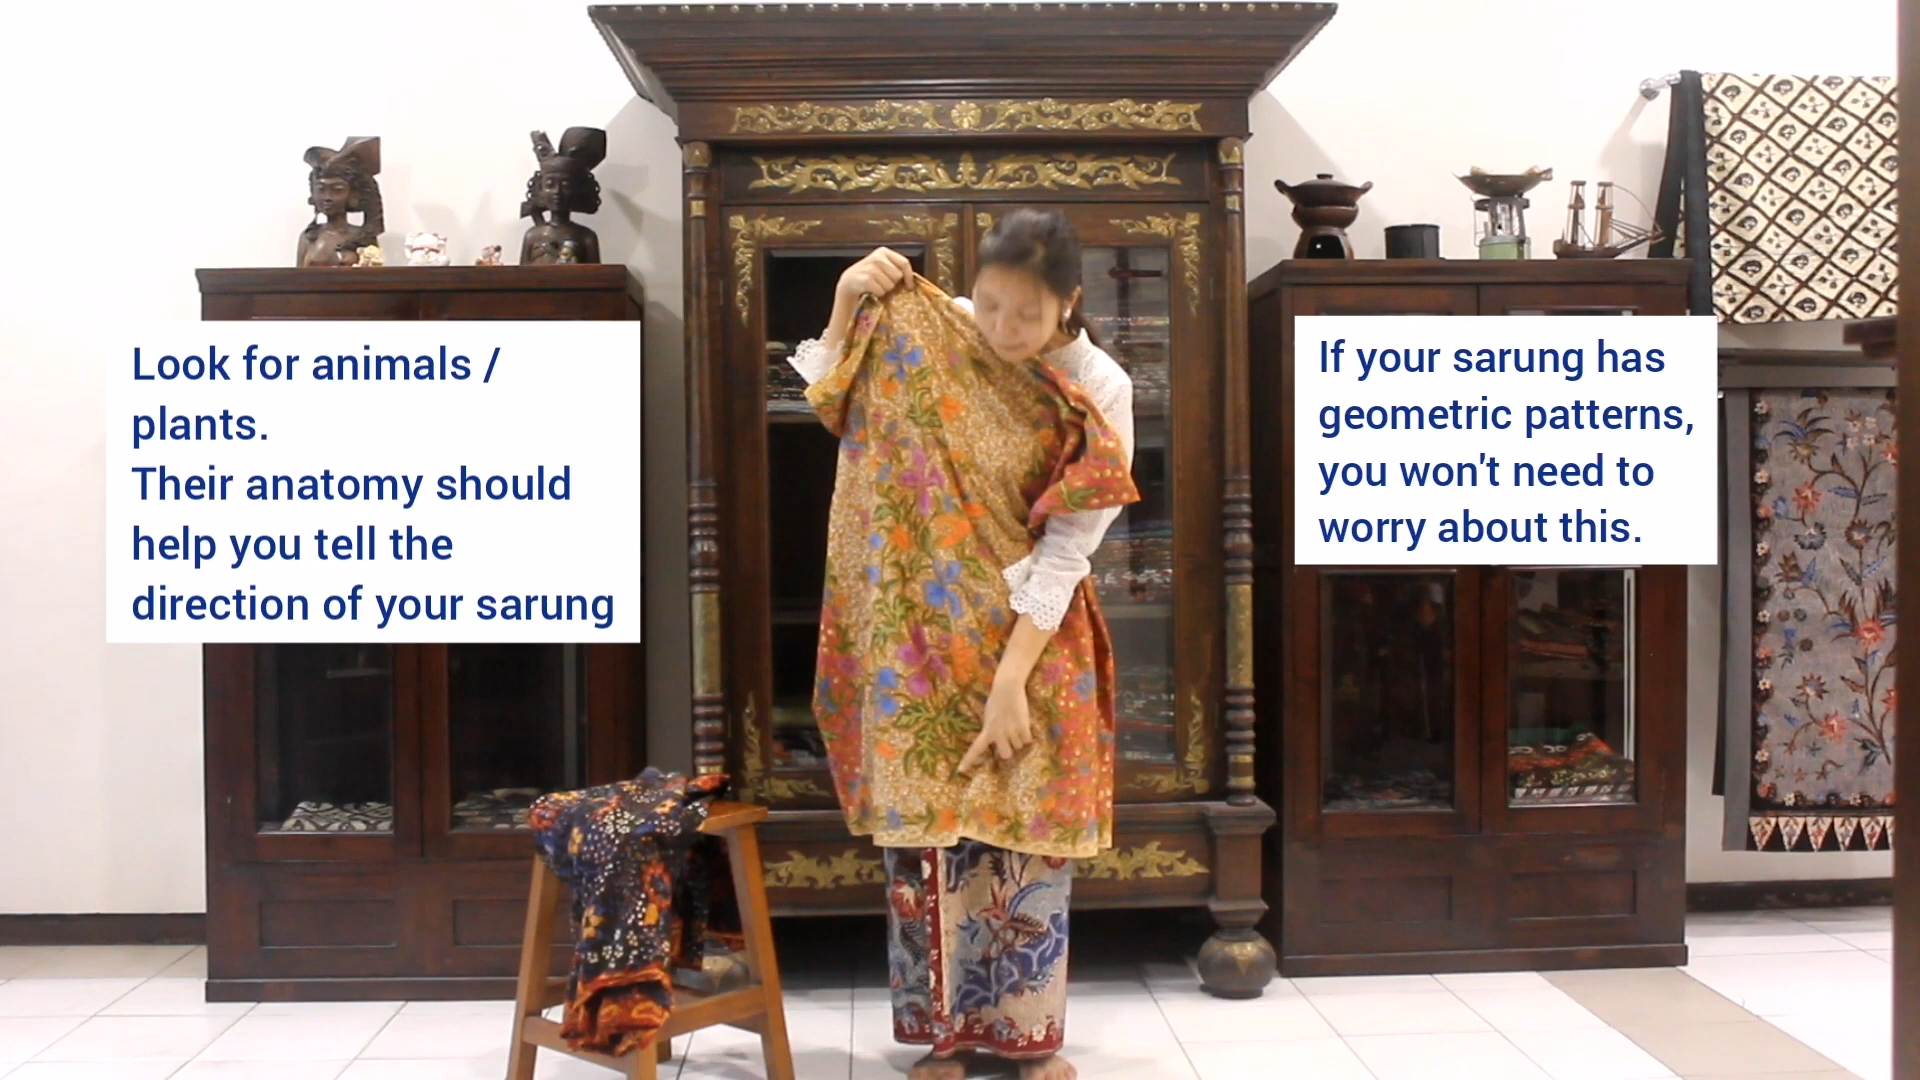 Look for animals /
plants.
Their anatomy should
help you tell the
direction of your sarung
If your sarung has
geometric patterns,
you won't need to
worry about this.